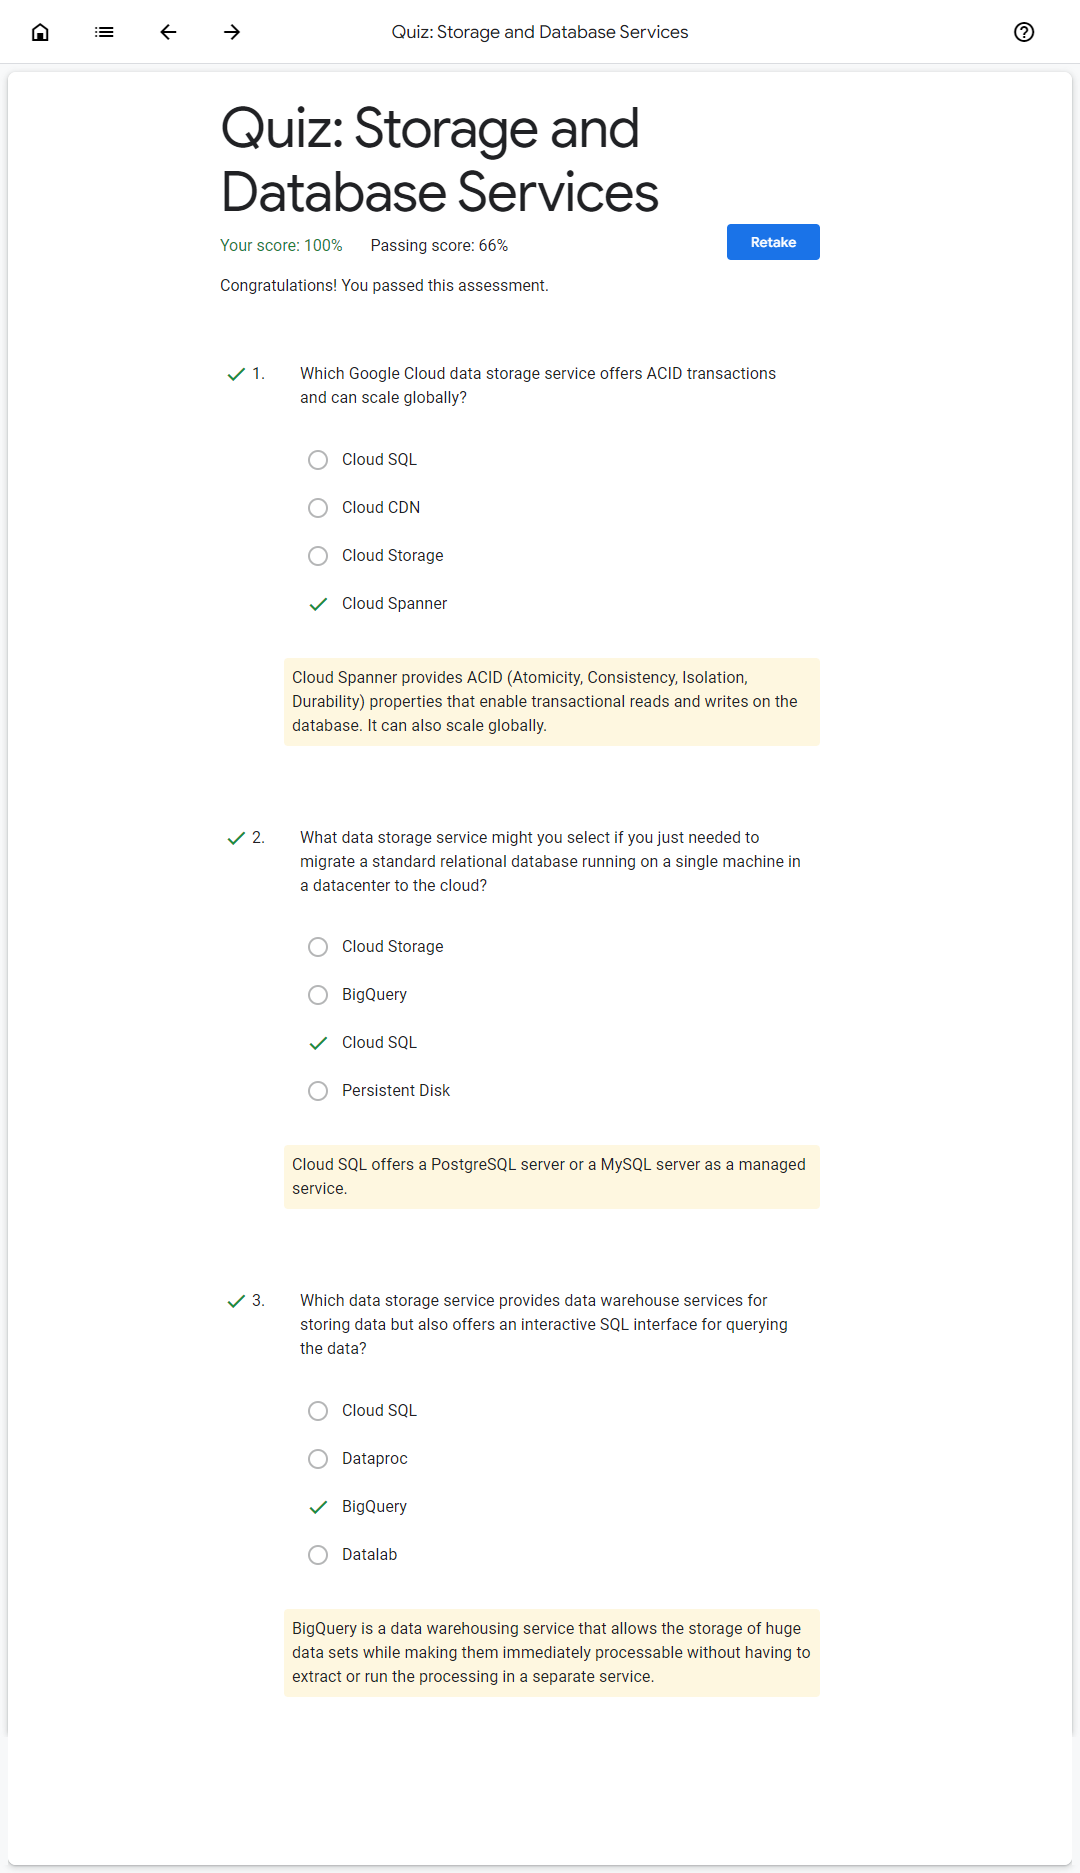 Quiz: Storage and Database Services
Quiz: Storage and
Database Services
Your score: 100% Passing score: 66%
Retake
Congratulations! You passed this assessment.
1. Which Google Cloud data storage service offers ACID transactions
and can scale globally?
Cloud SQL
Cloud CDN
Cloud Storage
Cloud Spanner
Cloud Spanner provides ACID (Atomicity, Consistency, Isolation,
Durability) properties that enable transactional reads and writes on the
database. It can also scale globally.
2. What data storage service might you select if you just needed to
migrate a standard relational database running on a single machine in
a datacenter to the cloud?
Cloud Storage
BigQuery
Cloud SQL
Persistent Disk
Cloud SQL offers a PostgreSQL server or a MySQL server as a managed
service.
3. Which data storage service provides data warehouse services for
storing data but also offers an interactive SQL interface for querying
the data?
Cloud SQL
Dataproc
BigQuery
Datalab
BigQuery is a data warehousing service that allows the storage of huge
data sets while making them immediately processable without having to
extract or run the processing in a separate service.